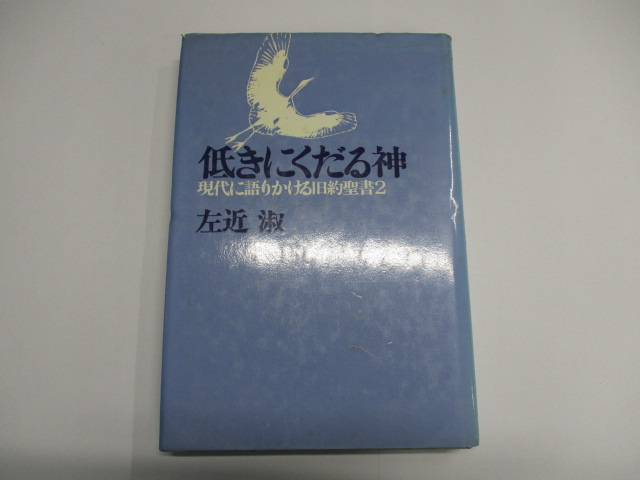 低きにくだる神
現代に語りかける旧約聖書2
左近 淑